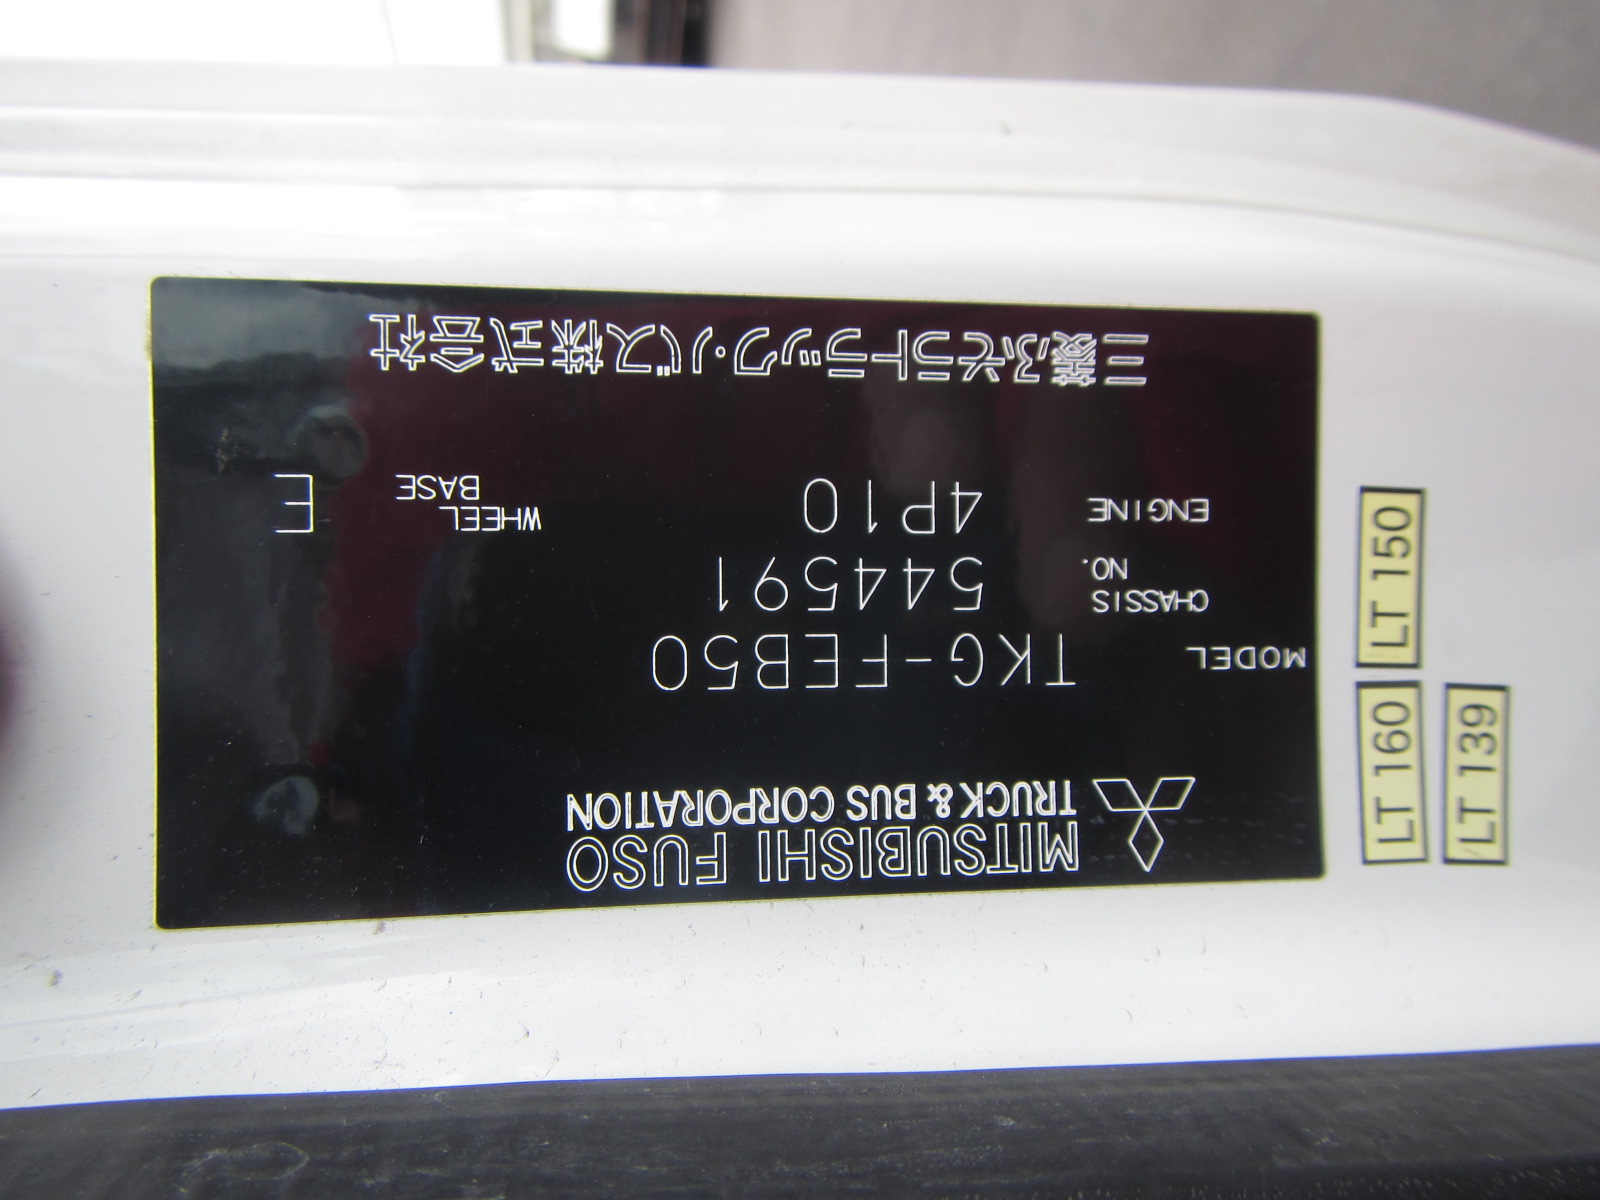 MITSUBISHI FUSO
TRUCK & BUS CORPORATION
MODEL TKG-FEB50
CHASSIS NO. 544591
ENGINE 4P10 WHEEL BASE E
三菱ふそうトラック・バス株式会社
LT 160
LT 150
LT 139